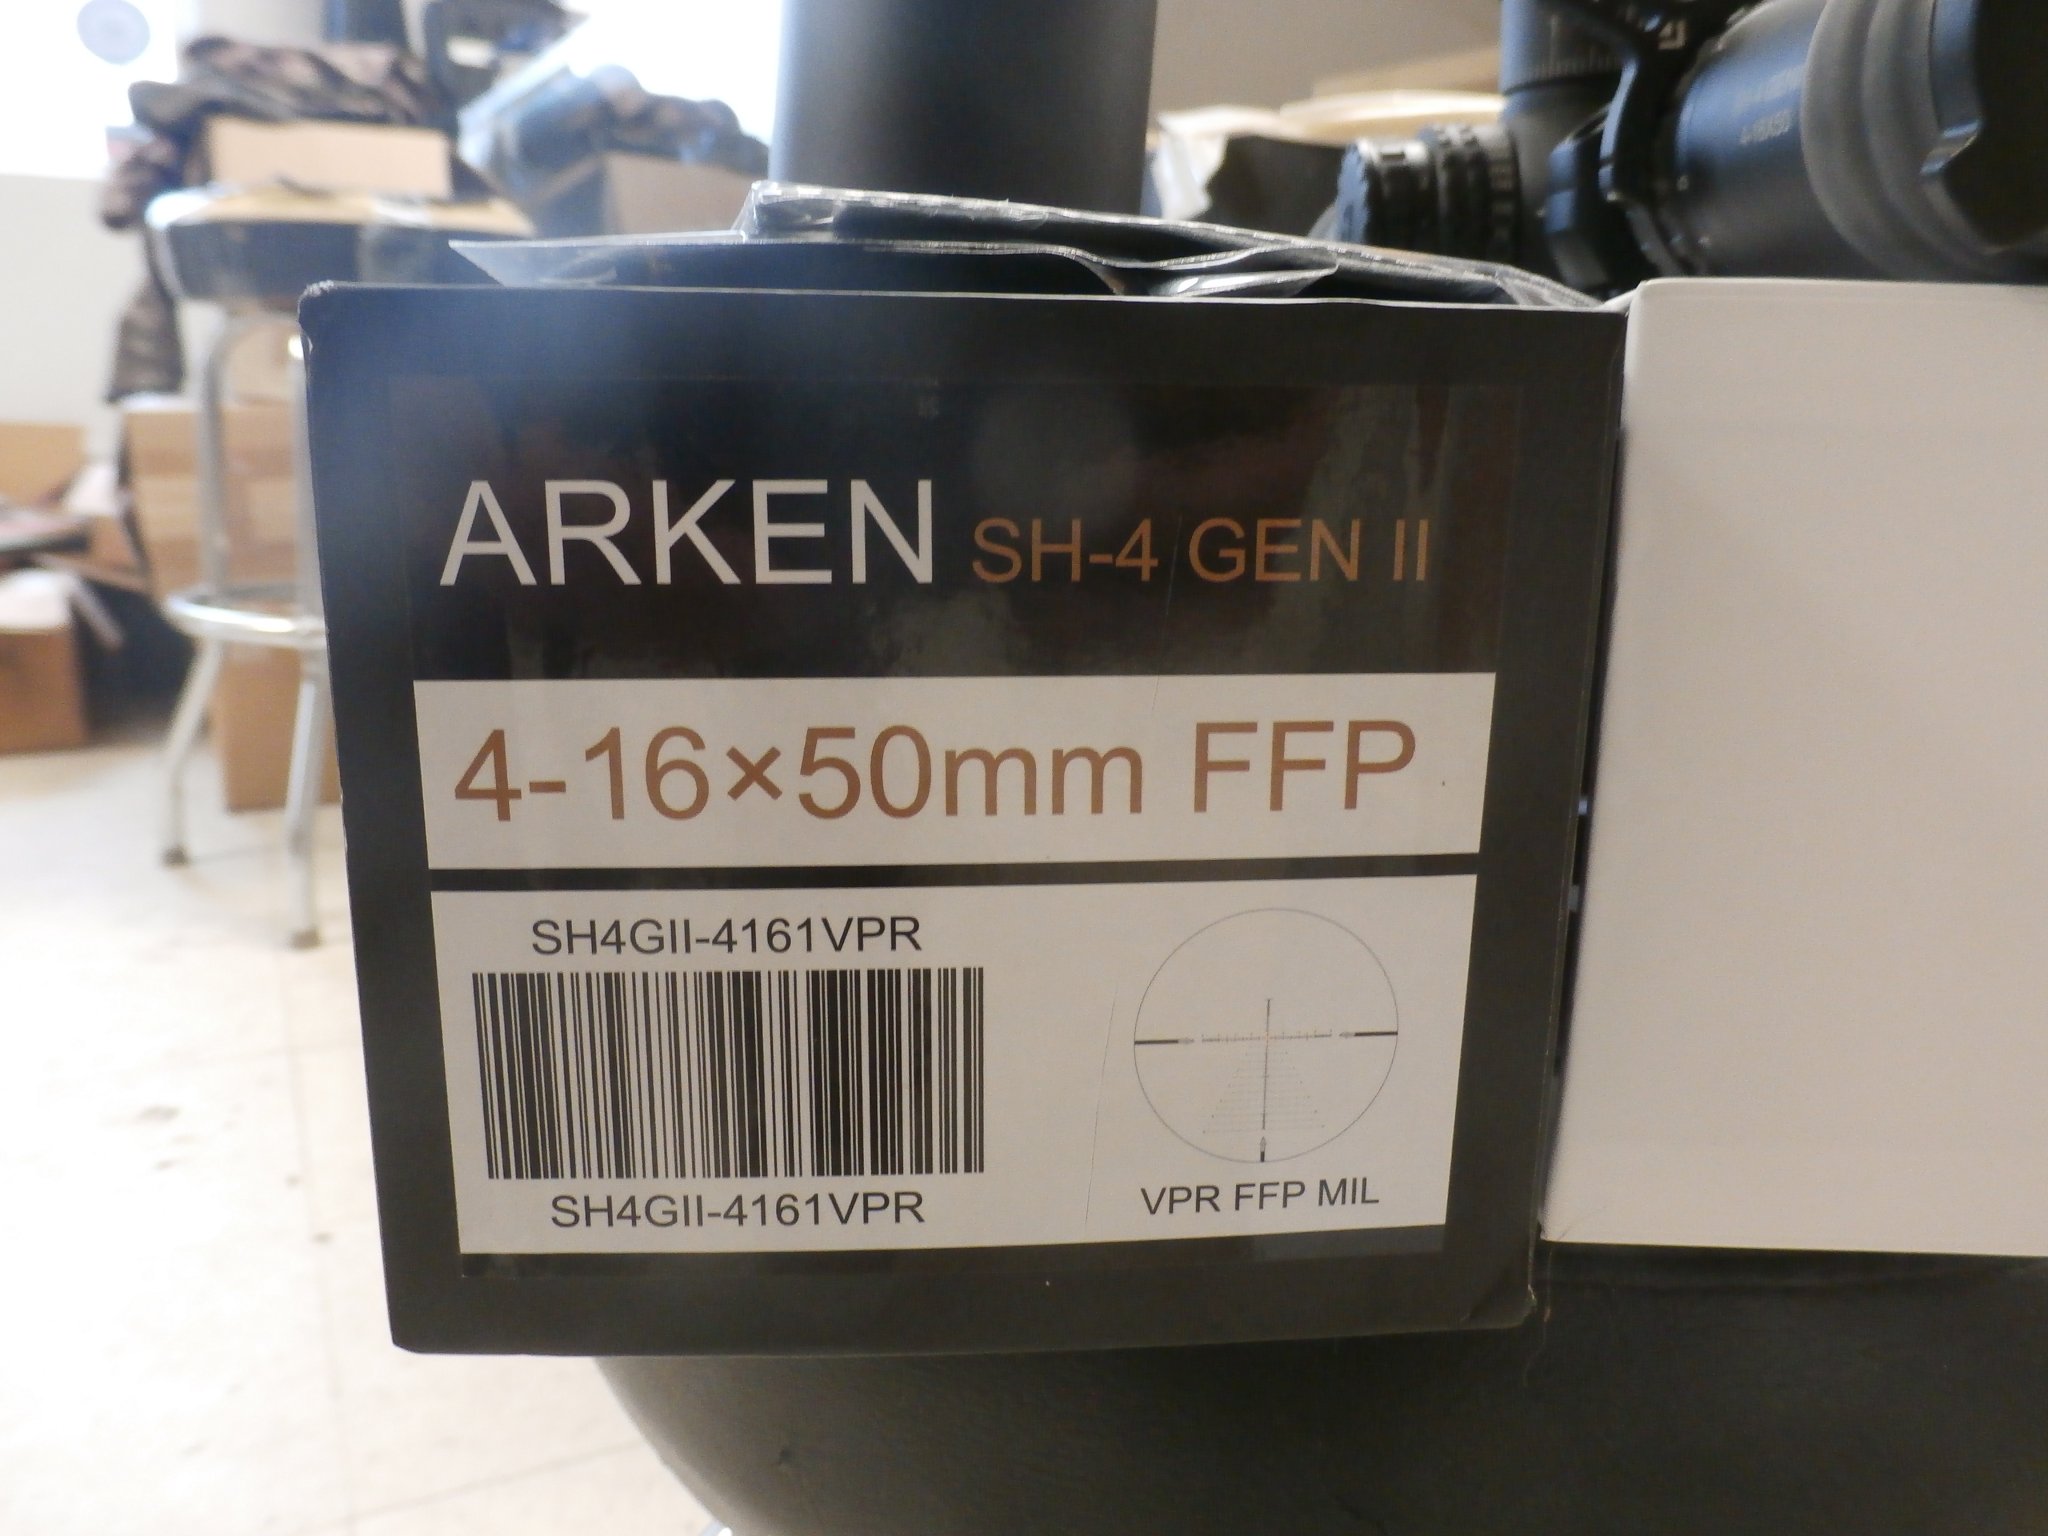 ARKEN SH-4 GEN II
4-16×50mm FFP
SH4GII-4161VPR
SH4GII-4161VPR
VPR FFP MIL